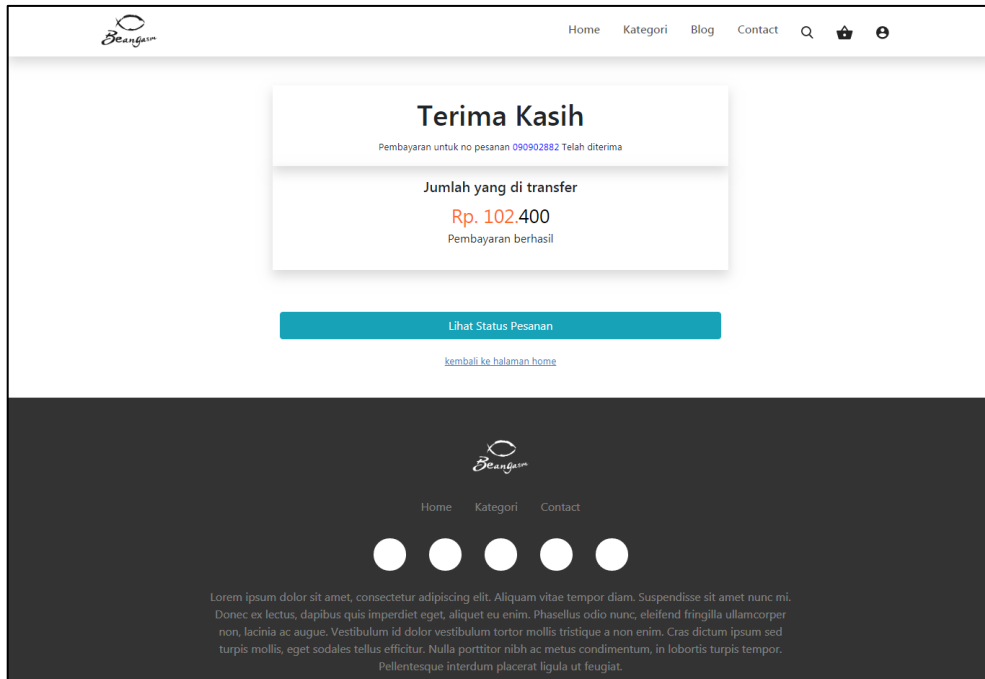 Beangasm
Home Kategori Blog Contact
Terima Kasih
Pembayaran untuk no pesanan 090902882 Telah diterima
Jumlah yang di transfer
Rp. 102.400
Pembayaran berhasil
Lihat Status Pesanan
kembali ke halaman home
Beangasm
Home Kategori Contact
Lorem ipsum dolor sit amet, consectetur adipiscing elit. Aliquam vitae tempor diam. Suspendisse sit amet nunc mi.
Donec ex lectus, dapibus quis imperdiet eget, aliquet eu enim. Phasellus odio nunc, eleifend fringilla ullamcorper
non, lacinia ac augue. Vestibulum id dolor vestibulum tortor mollis tristique a non enim. Cras dictum ipsum sed
turpis mollis, eget sodales tellus efficitur. Nulla porttitor nibh ac metus condimentum, in lobortis turpis tempor.
Pellentesque interdum placerat ligula ut feugiat.